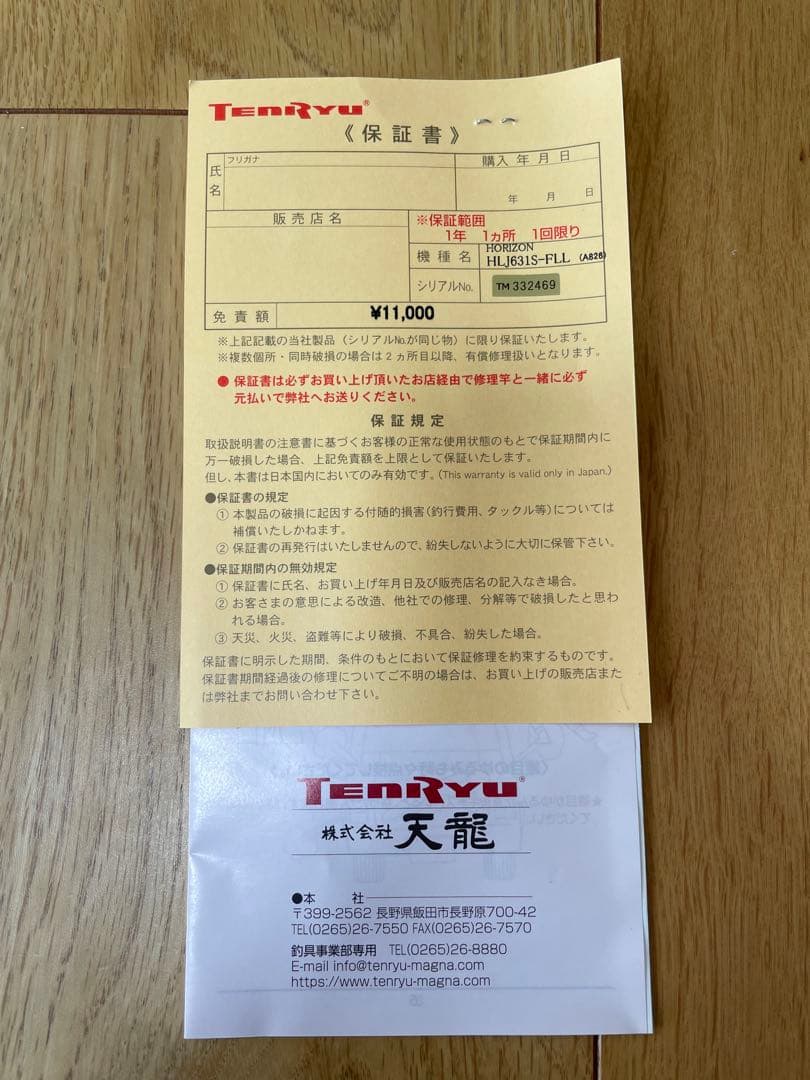 TENRYU®
《保証書》
フリガナ
氏名
購入年月日
年 月 日
販売店名
※保証範囲
1年 1ヵ所 1回限り
機種名
HORIZON
HLJ631S-FLL (A826)
シリアルNo.
TM 332469
免責額
¥11,000
※上記記載の当社製品（シリアルNo.が同じ物）に限り保証いたします。
※複数個所・同時破損の場合は2ヵ所目以降、有償修理扱いとなります。
●保証書は必ずお買い上げ頂いたお店経由で修理竿と一緒に必ず
元払いで弊社へお送りください。
保証規定
取扱説明書の注意書に基づくお客様の正常な使用状態のもとで保証期間内に
万一破損した場合、上記免責額を上限として保証いたします。
但し、本書は日本国内においてのみ有効です。(This warranty is valid only in Japan.)
●保証書の規定
① 本製品の破損に起因する付随的損害(釣行費用、タックル等)については
補償いたしかねます。
② 保証書の再発行はいたしませんので、紛失しないように大切に保管下さい。
●保証期間内の無効規定
① 保証書に氏名、お買い上げ年月日及び販売店名の記入なき場合。
② お客さまの意思による改造、他社での修理、分解等で破損したと思わ
れる場合。
③ 天災、火災、盗難等により破損、不具合、紛失した場合。
保証書に明示した期間、条件のもとにおいて保証修理を約束するものです。
保証書期間経過後の修理についてご不明の場合は、お買い上げの販売店また
は弊社までお問い合わせ下さい。
TENRYU®
株式会社 天龍
●本 社
〒399-2562 長野県飯田市長野原700-42
TEL(0265)26-7550 FAX(0265)26-7570
釣具事業部専用 TEL(0265)26-8880
E-mail info@tenryu-magna.com
https://www.tenryu-magna.com